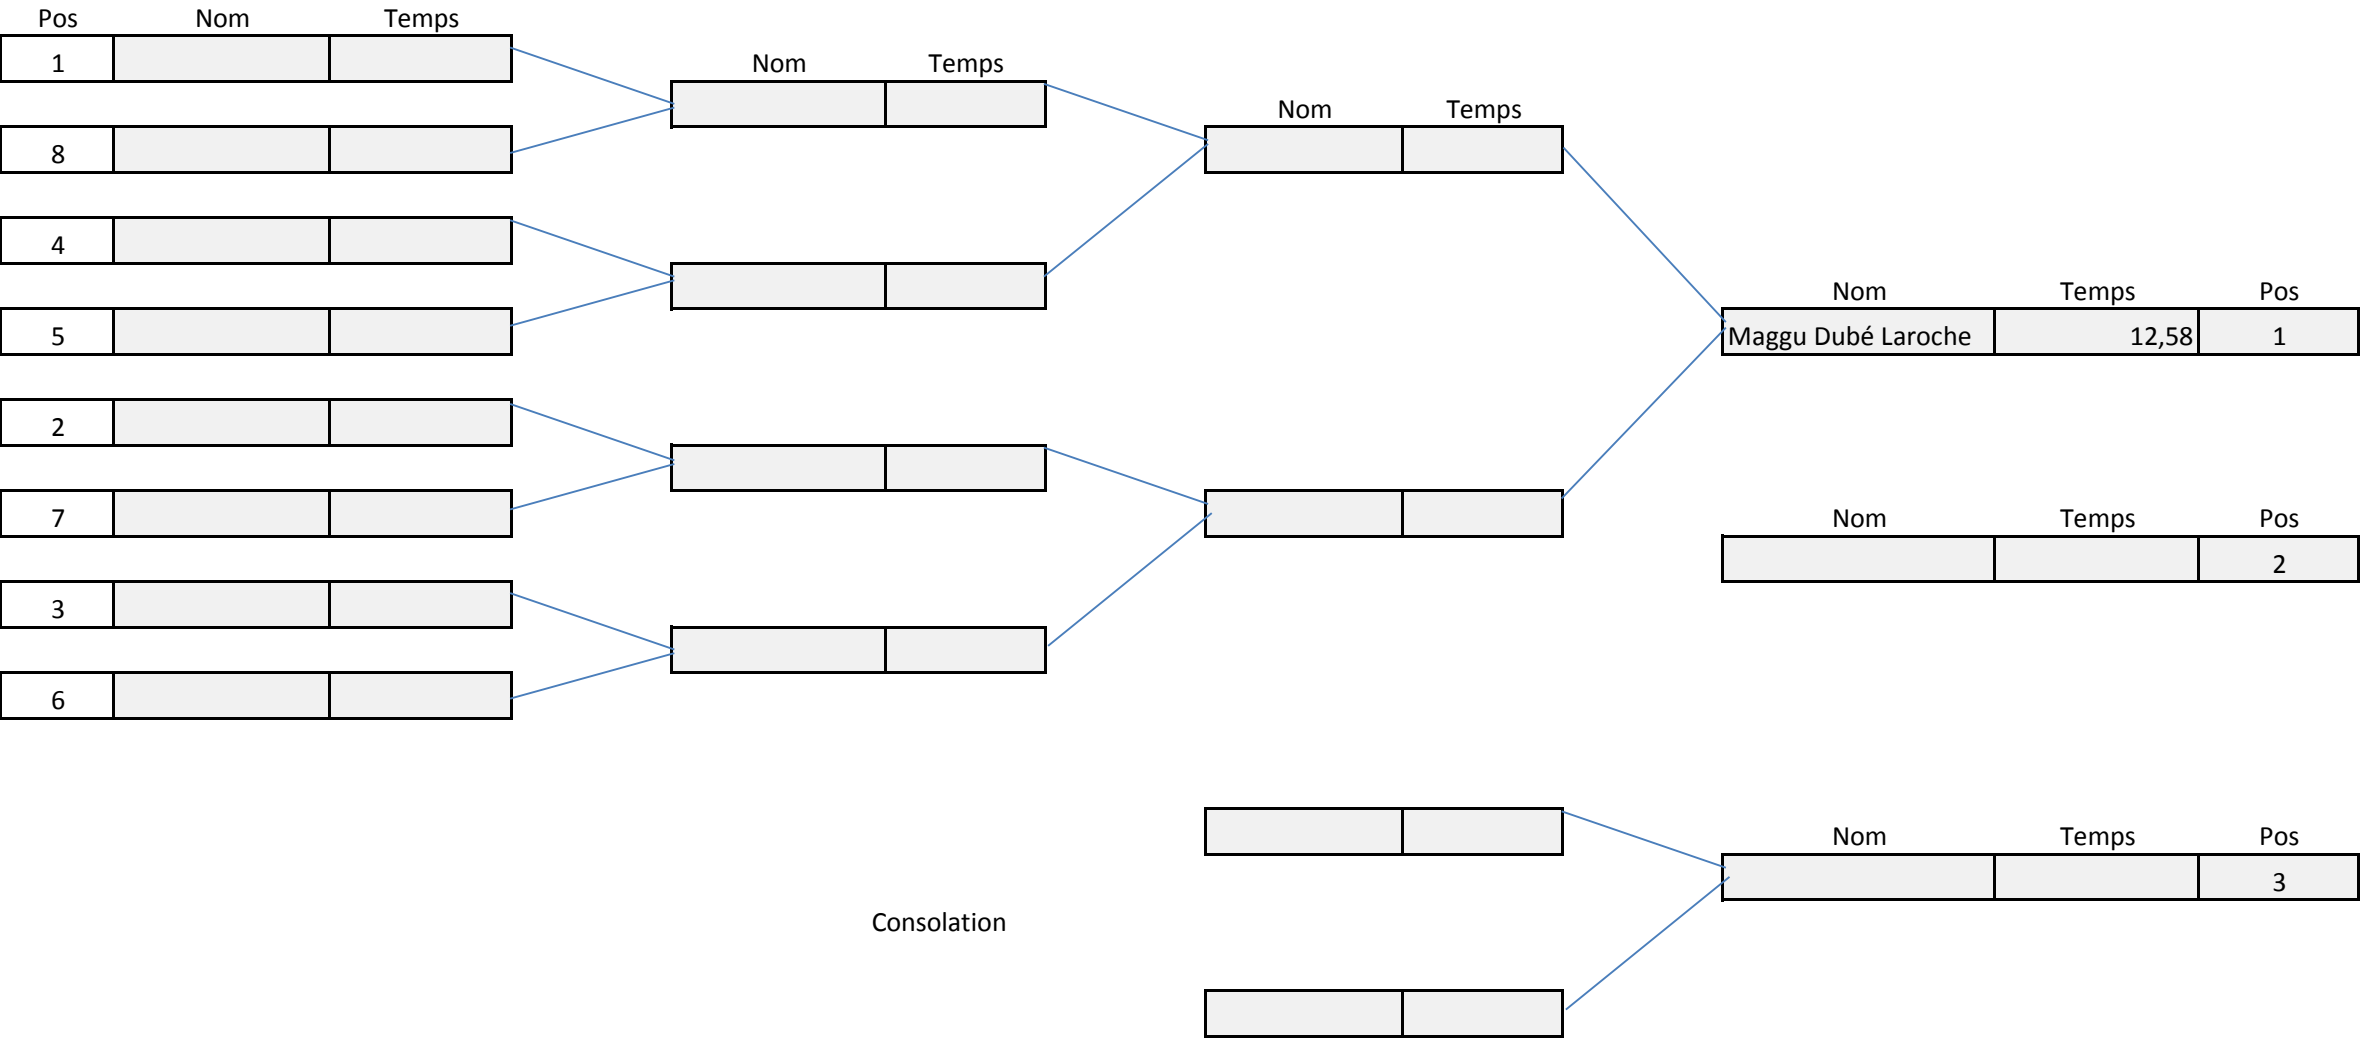 Pos Nom Temps
1
Nom Temps
Nom Temps
8
4
Nom Temps Pos
5
Maggu Dubé Laroche 12,58 1
2
7
Nom Temps Pos
2
3
6
Nom Temps Pos
3
Consolation